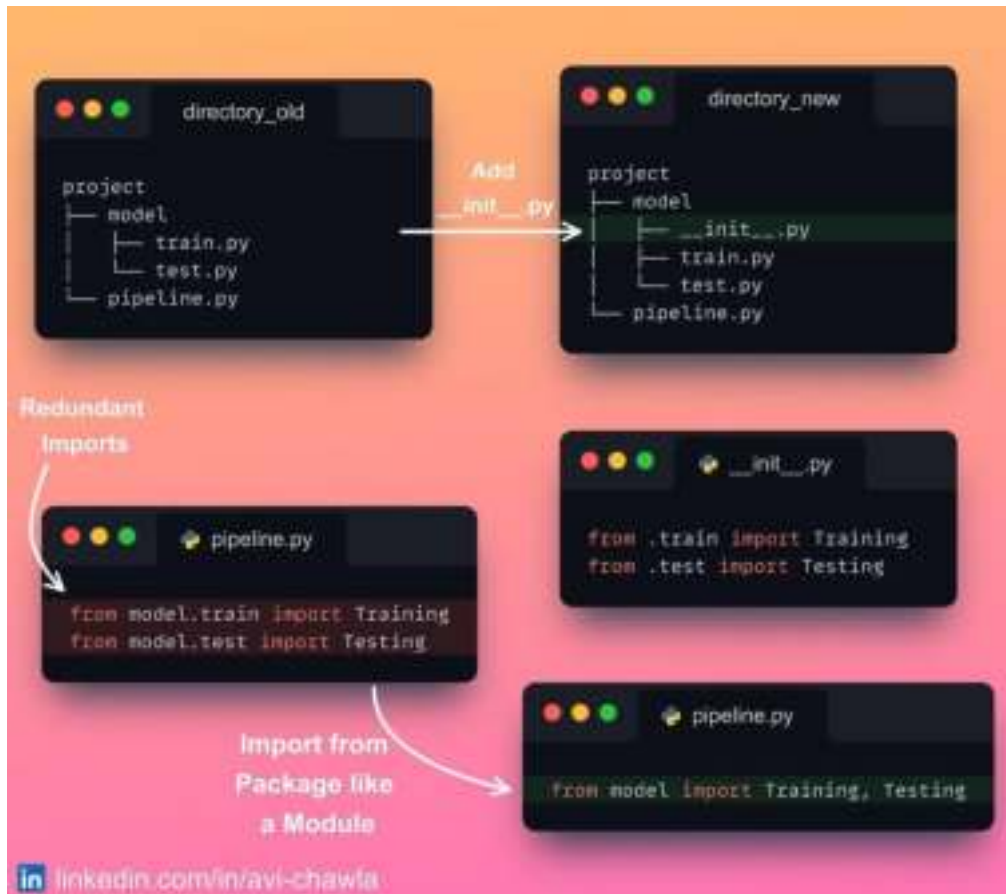 directory_old
project
├── model
│   ├── train.py
│   └── test.py
└── pipeline.py
Add
__init__.py
directory_new
project
├── model
│   ├── __init__.py
│   ├── train.py
│   └── test.py
└── pipeline.py
Redundant
Imports
pipeline.py
from model.train import Training
from model.test import Testing
__init__.py
from .train import Training
from .test import Testing
Import from
Package like
a Module
pipeline.py
from model import Training, Testing
in linkedin.com/in/avi-chawla